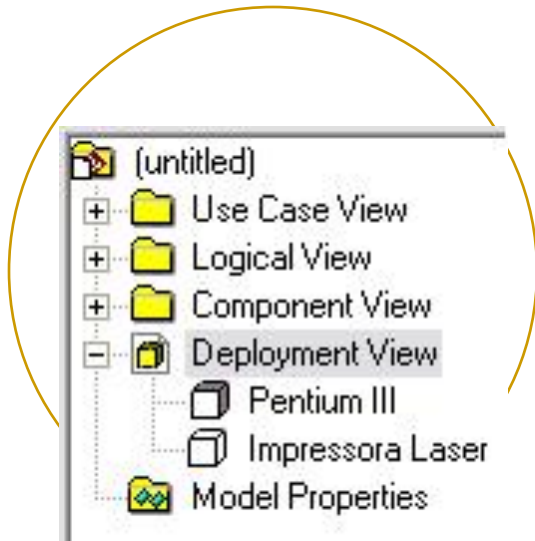 (untitled)
Use Case View
Logical View
Component View
Deployment View
Pentium III
Impressora Laser
Model Properties